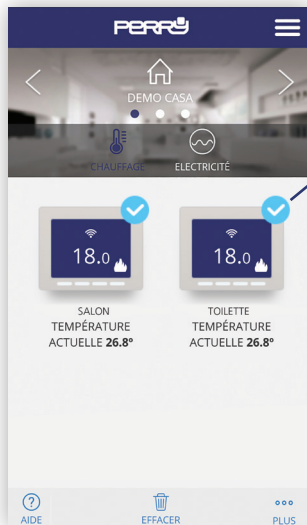 PERRY
DEMO CASA
CHAUFFAGE
ELECTRICITÉ
18.0
18.0
SALON
TEMPÉRATURE
ACTUELLE 26.8°
TOILETTE
TEMPÉRATURE
ACTUELLE 26.8°
AIDE
EFFACER
PLUS